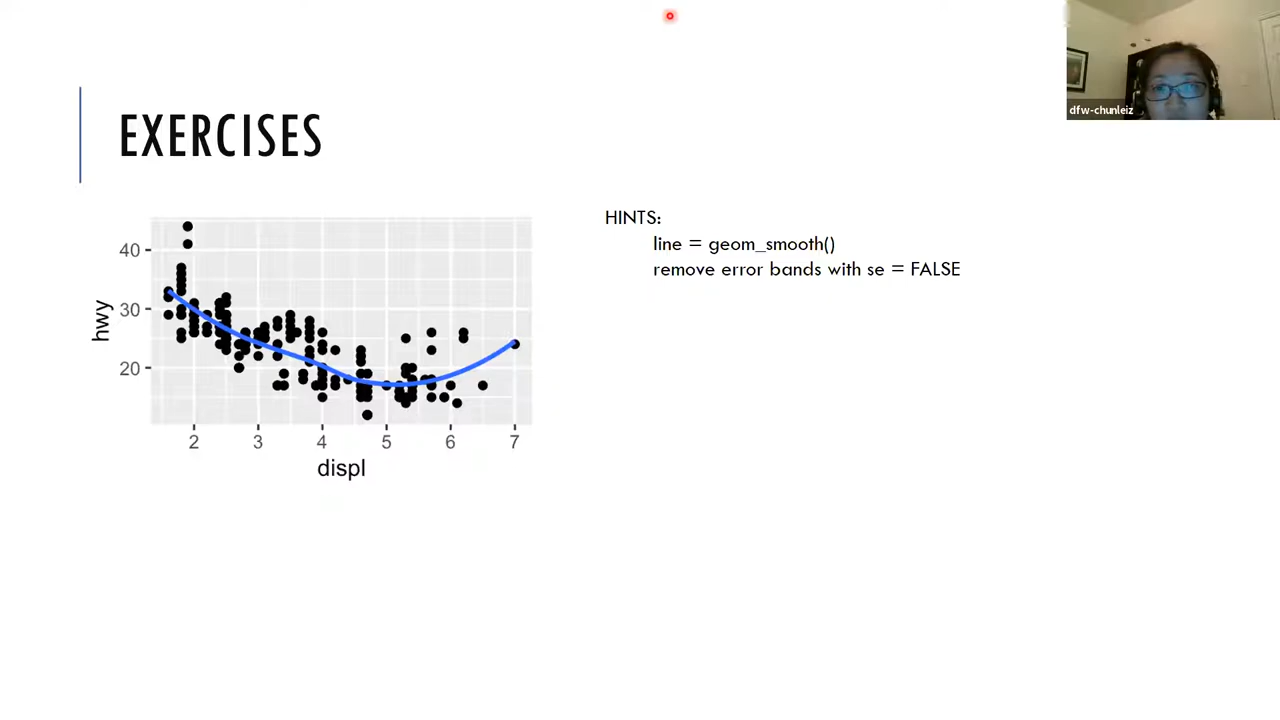 dfw-chunleiz
EXERCISES
HINTS:
line = geom_smooth()
remove error bands with se = FALSE
40
30
20
hwy
2 3 4 5 6 7
displ